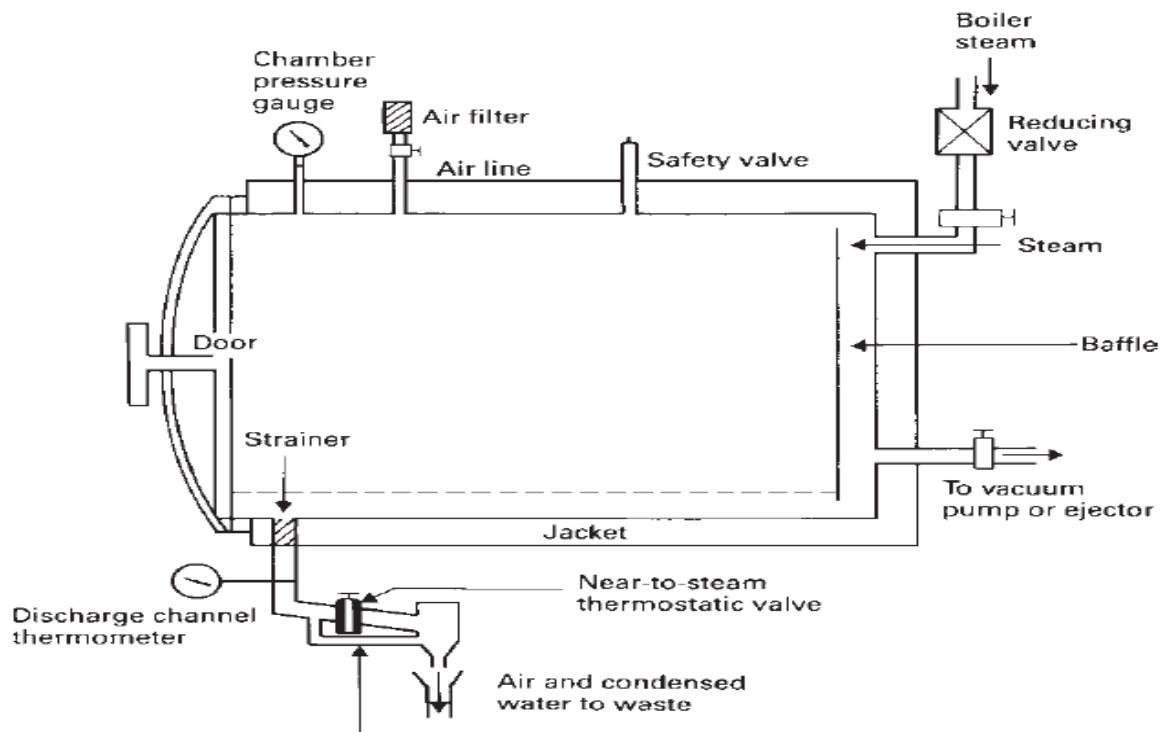 Boiler
steam
Chamber
pressure
gauge
Air filter
Reducing
valve
Air line
Safety valve
Steam
Door
Baffle
Strainer
To vacuum
pump or ejector
Jacket
Near-to-steam
thermostatic valve
Discharge channel
thermometer
Air and condensed
water to waste